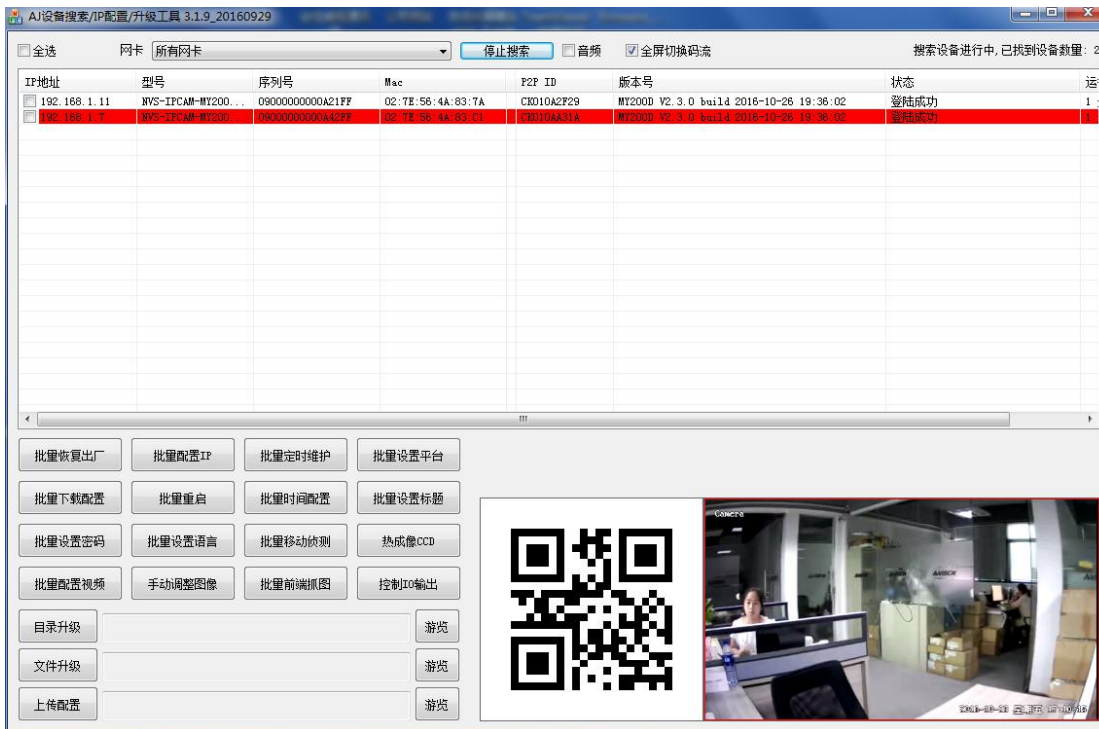 AJ设备搜索/IP配置/升级工具 3.1.9_20160929
全选 网卡 所有网卡 停止搜索 音频 全屏切换码流 搜索设备进行中,已找到设备数量: 2
IP地址 型号 序列号 Mac P2P ID 版本号 状态 运
192.168.1.11 NVS-IPCAM-MY200... 09000000000A21FF 02:7E:56:4A:83:7A CK010A2F29 MY200D V2.3.0 build 2016-10-26 19:36:02 登陆成功 1
192.168.1.7 NVS-IPCAM-MY200... 09000000000A42FF 02:7E:56:4A:83:C1 CK010AA31A MY200D V2.3.0 build 2016-10-26 19:36:02 登陆成功 1
批量恢复出厂 批量配置IP 批量定时维护 批量设置平台
批量下载配置 批量重启 批量时间配置 批量设置标题
批量设置密码 批量设置语言 批量移动侦测 热成像CCD
批量配置视频 手动调整图像 批量前端抓图 控制IO输出
Camera
目录升级 游览
文件升级 游览
上传配置 游览